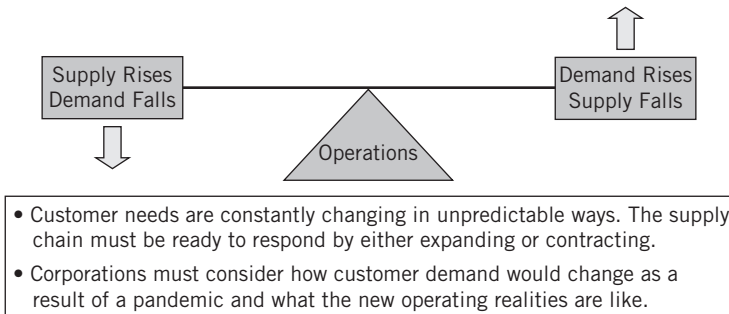 Supply Rises
Demand Falls
Demand Rises
Supply Falls
Operations
• Customer needs are constantly changing in unpredictable ways. The supply
chain must be ready to respond by either expanding or contracting.
• Corporations must consider how customer demand would change as a
result of a pandemic and what the new operating realities are like.